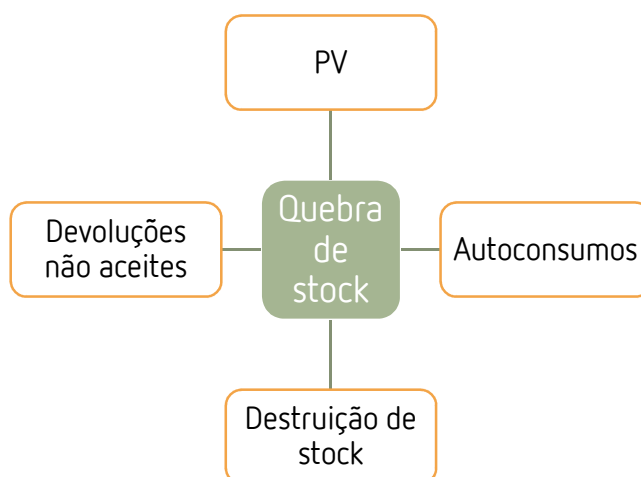 PV
Devoluções
não aceites
Quebra
de
stock
Autoconsumos
Destruição de
stock